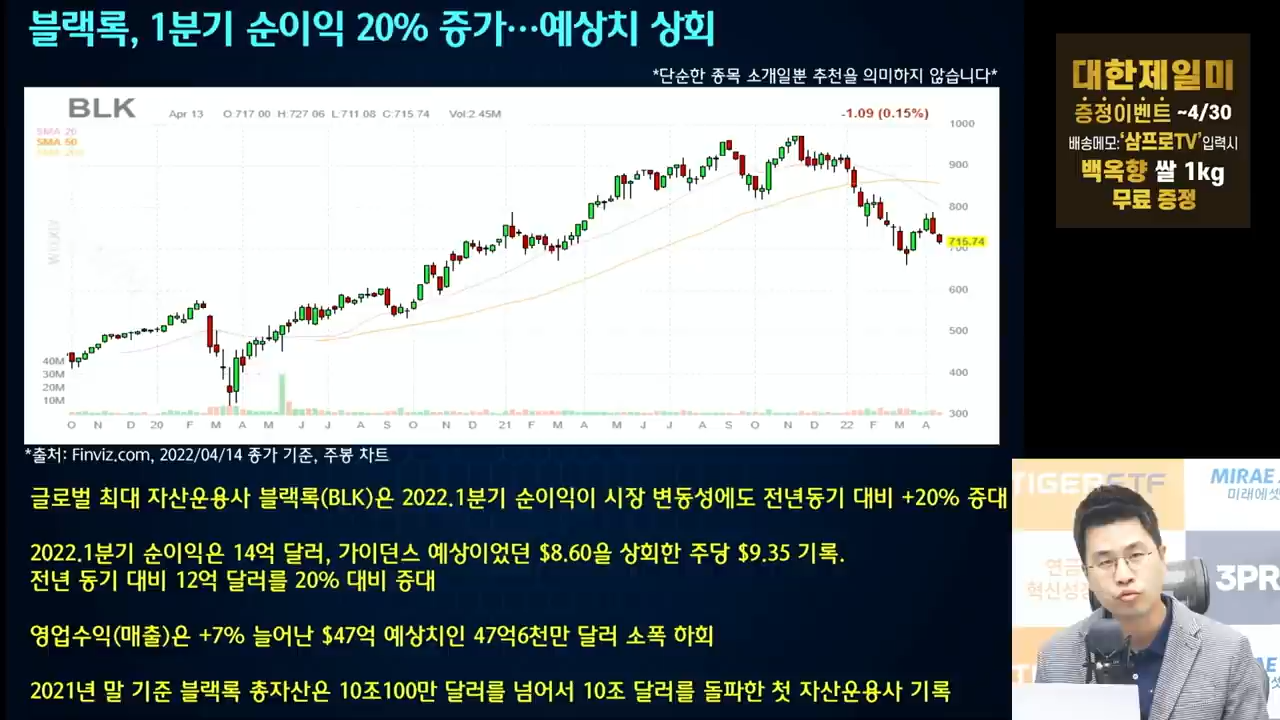 블랙록, 1분기 순이익 20% 증가…예상치 상회
*단순한 종목 소개일뿐 추천을 의미하지 않습니다*
BLK Apr 13 O:717.00 H:727.06 L:711.08 C:715.74 Vol:2.45M -1.09 (0.15%)
SMA 20
SMA 50
SMA 200
WEEKLY
1000
900
800
715.74
700
600
500
400
300
40M
30M
20M
10M
O N D 20 F M A M J J A S O N D 21 F M A M J J A S O N D 22 F M A
*출처: Finviz.com, 2022/04/14 종가 기준, 주봉 차트
글로벌 최대 자산운용사 블랙록(BLK)은 2022.1분기 순이익이 시장 변동성에도 전년동기 대비 +20% 증대
2022.1분기 순이익은 14억 달러, 가이던스 예상이었던 $8.60을 상회한 주당 $9.35 기록.
전년 동기 대비 12억 달러를 20% 대비 증대
영업수익(매출)은 +7% 늘어난 $47억 예상치인 47억6천만 달러 소폭 하회
2021년 말 기준 블랙록 총자산은 10조100만 달러를 넘어서 10조 달러를 돌파한 첫 자산운용사 기록
대한제일미
증정이벤트 ~4/30
배송메모:'삼프로TV'입력시
백옥향 쌀 1kg
무료 증정
TIGER ETF
MIRAE
미래에셋
연금
혁신성장
3PR
MIRAE